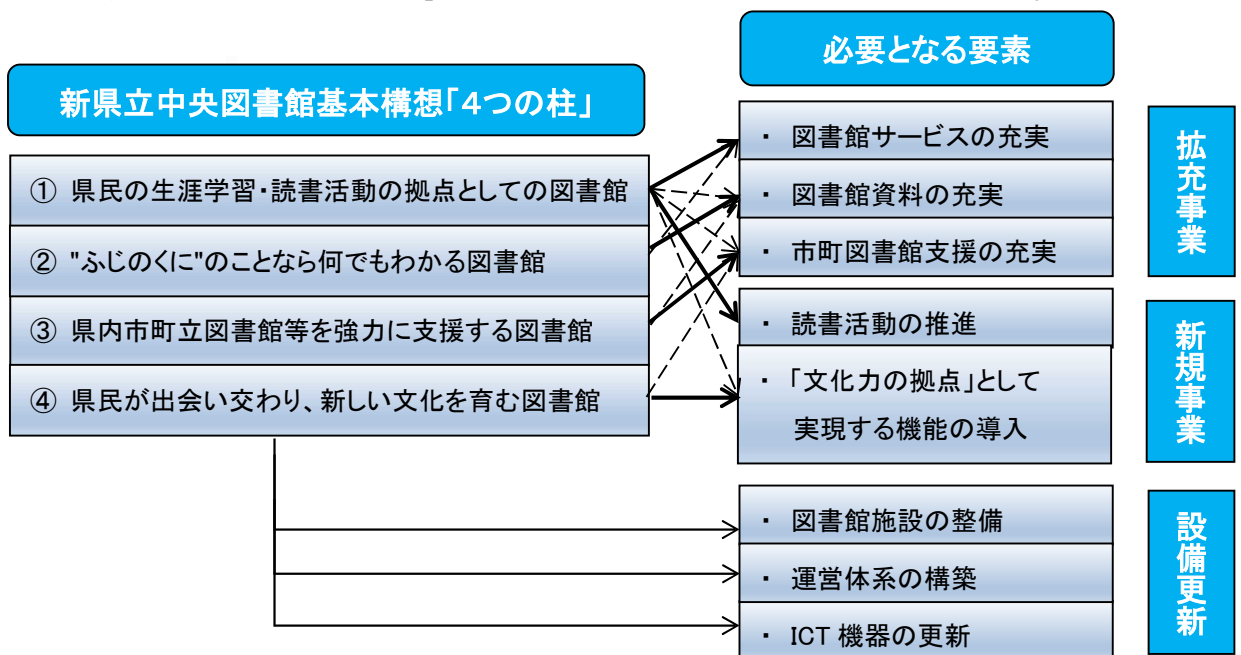 必要となる要素
新県立中央図書館基本構想「4つの柱」
① 県民の生涯学習・読書活動の拠点としての図書館
② "ふじのくに"のことなら何でもわかる図書館
③ 県内市町立図書館等を強力に支援する図書館
④ 県民が出会い交わり、新しい文化を育む図書館
・ 図書館サービスの充実
・ 図書館資料の充実
・ 市町図書館支援の充実
拡充事業
・ 読書活動の推進
・ 「文化力の拠点」として
実現する機能の導入
新規事業
・ 図書館施設の整備
・ 運営体系の構築
・ ICT 機器の更新
設備更新